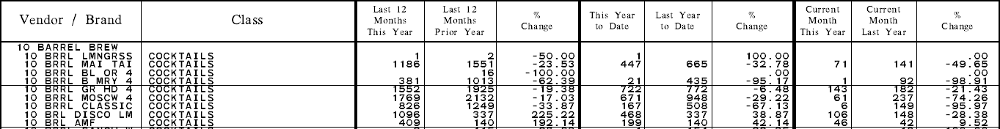 Vendor / Brand Class Last 12 Months This Year Last 12 Months Prior Year % Change This Year to Date Last Year to Date % Change Current Month This Year Current Month Last Year % Change
10 BARREL BREW
10 BRRL LMNGRSS COCKTAILS 1 2 -50.00 1 100.00 .00
10 BRRL MAI TAI COCKTAILS 1186 1551 -23.53 447 665 -32.78 71 141 -49.65
10 BRRL BL OR 4 COCKTAILS 16 -100.00 .00 .00
10 BRRL B MRY 4 COCKTAILS 381 1013 -62.39 21 435 -95.17 1 92 -98.91
10 BRRL GR HD 4 COCKTAILS 1552 1925 -19.38 722 772 -6.48 143 182 -21.43
10 BRRL MOSCW 4 COCKTAILS 1769 2132 -17.03 671 948 -29.22 61 237 -74.26
10 BRRL CLASSIC COCKTAILS 826 1249 -33.87 167 508 -67.13 6 149 -95.97
10 BRL DISCO LM COCKTAILS 1096 337 225.22 468 337 38.87 106 148 -28.38
10 BRL AMF COCKTAILS 409 140 192.14 199 140 42.14 46 42 9.52